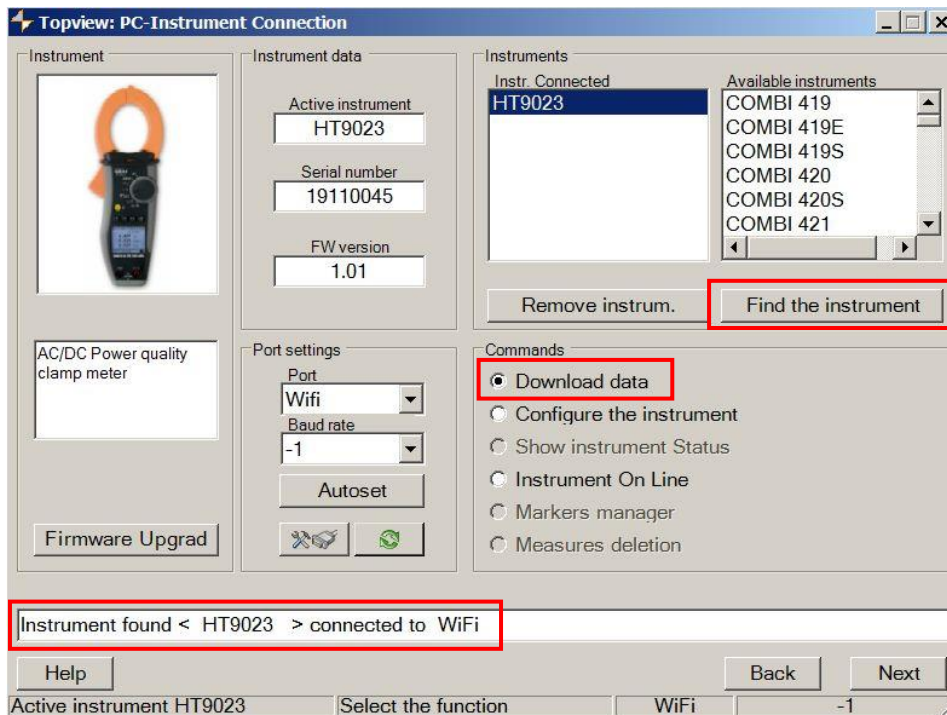 Topview: PC-Instrument Connection
Instrument
AC/DC Power quality
clamp meter
Firmware Upgrad
Instrument data
Active instrument
HT9023
Serial number
19110045
FW version
1.01
Port settings
Port
Wifi
Baud rate
-1
Autoset
Instruments
Instr. Connected
HT9023
Available instruments
COMBI 419
COMBI 419E
COMBI 419S
COMBI 420
COMBI 420S
COMBI 421
Remove instrum.
Find the instrument
Commands
Download data
Configure the instrument
Show instrument Status
Instrument On Line
Markers manager
Measures deletion
Instrument found < HT9023 > connected to WiFi
Help
Back
Next
Active instrument HT9023
Select the function
WiFi
-1